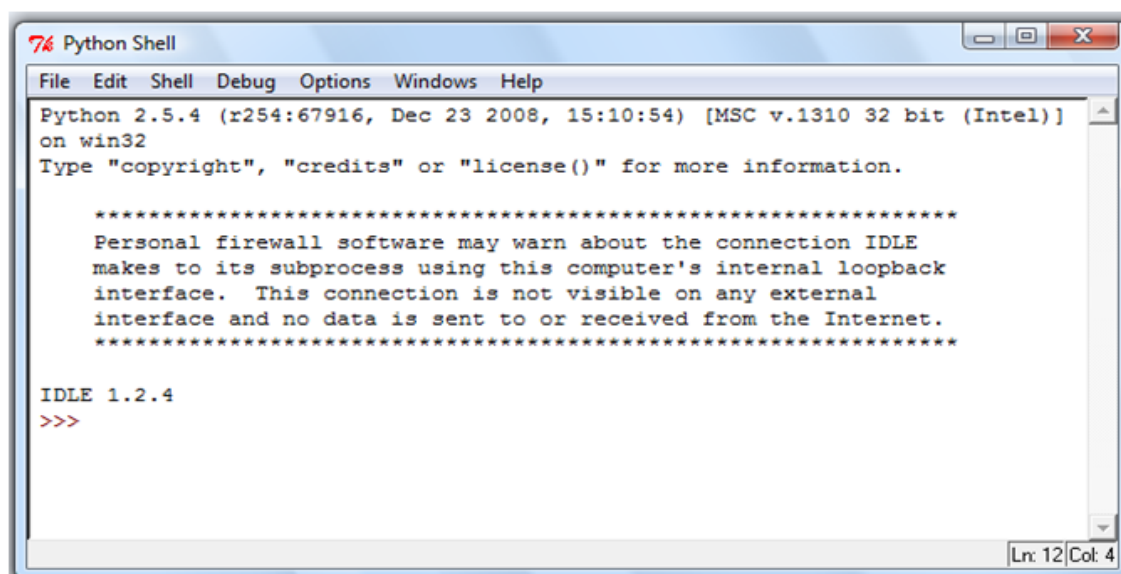 Python Shell
File Edit Shell Debug Options Windows Help
Python 2.5.4 (r254:67916, Dec 23 2008, 15:10:54) [MSC v.1310 32 bit (Intel)]
on win32
Type "copyright", "credits" or "license()" for more information.
****************************************************************
Personal firewall software may warn about the connection IDLE
makes to its subprocess using this computer's internal loopback
interface.  This connection is not visible on any external
interface and no data is sent to or received from the Internet.
****************************************************************
IDLE 1.2.4
>>>
Ln: 12 Col: 4